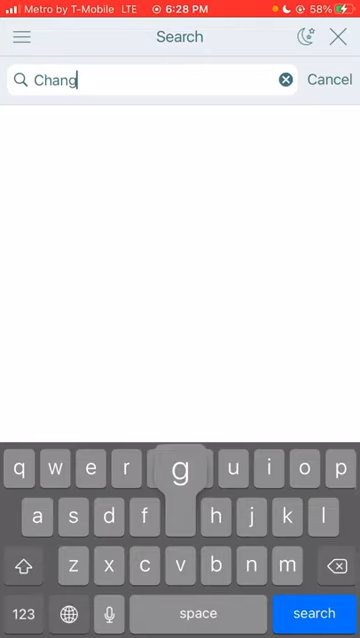 Metro by T-Mobile LTE 6:28 PM 58%
Search
Chang Cancel
q w e r g u i o p
a s d f h j k l
z x c v b n m
123 space search